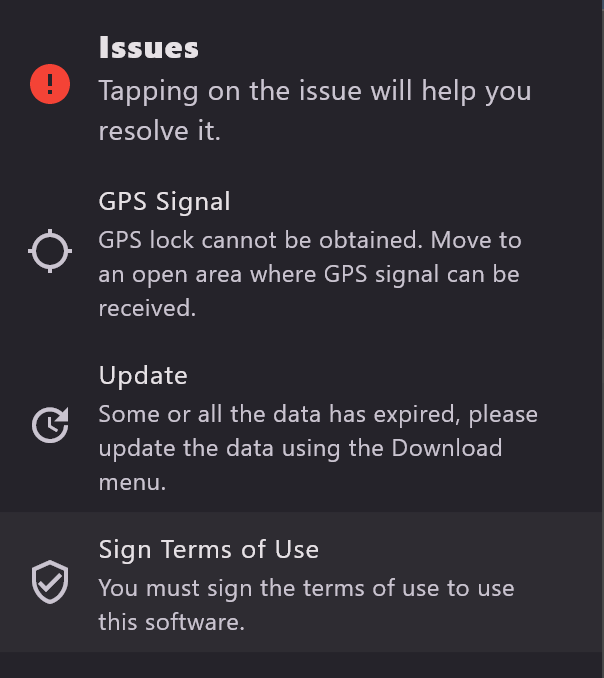 Issues
Tapping on the issue will help you
resolve it.
GPS Signal
GPS lock cannot be obtained. Move to
an open area where GPS signal can be
received.
Update
Some or all the data has expired, please
update the data using the Download
menu.
Sign Terms of Use
You must sign the terms of use to use
this software.